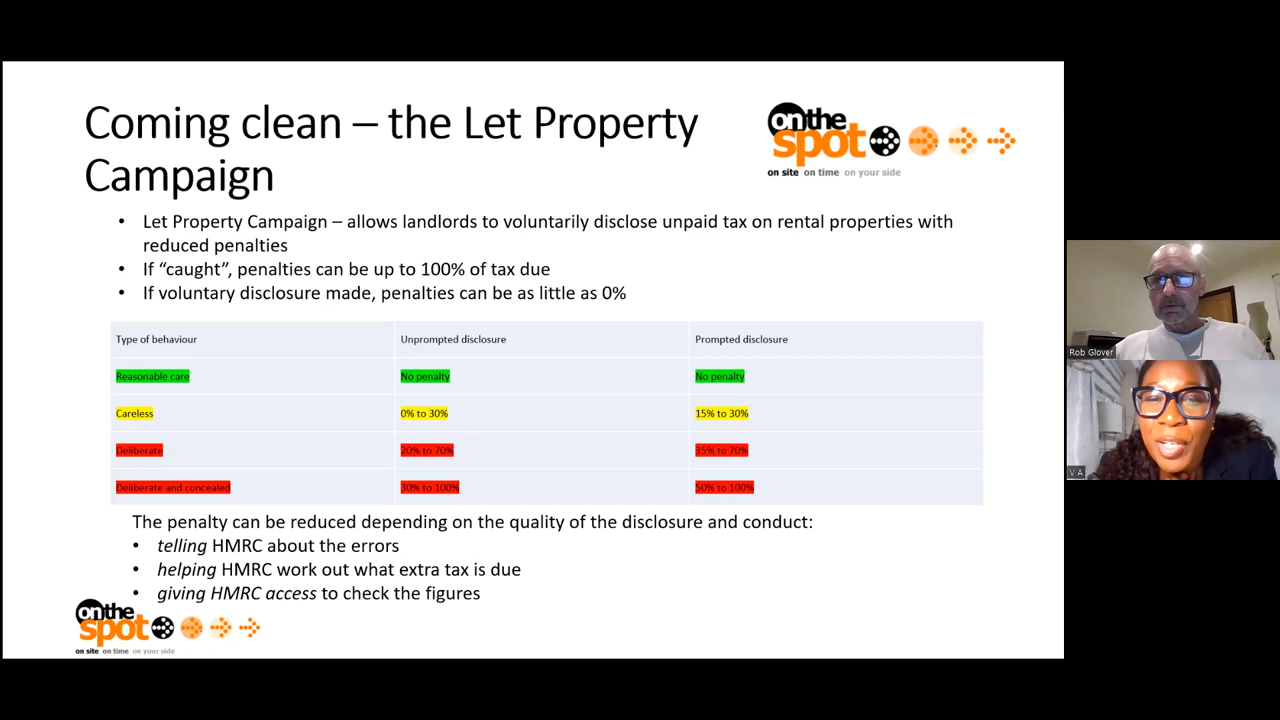 Coming clean – the Let Property
Campaign
on the
spot
on site on time on your side
• Let Property Campaign – allows landlords to voluntarily disclose unpaid tax on rental properties with
reduced penalties
• If “caught”, penalties can be up to 100% of tax due
• If voluntary disclosure made, penalties can be as little as 0%
Type of behaviour Unprompted disclosure Prompted disclosure
Reasonable care No penalty No penalty
Careless 0% to 30% 15% to 30%
Deliberate 20% to 70% 35% to 70%
Deliberate and concealed 30% to 100% 50% to 100%
The penalty can be reduced depending on the quality of the disclosure and conduct:
• telling HMRC about the errors
• helping HMRC work out what extra tax is due
• giving HMRC access to check the figures
on the
spot
on site on time on your side
Rob Glover
V A